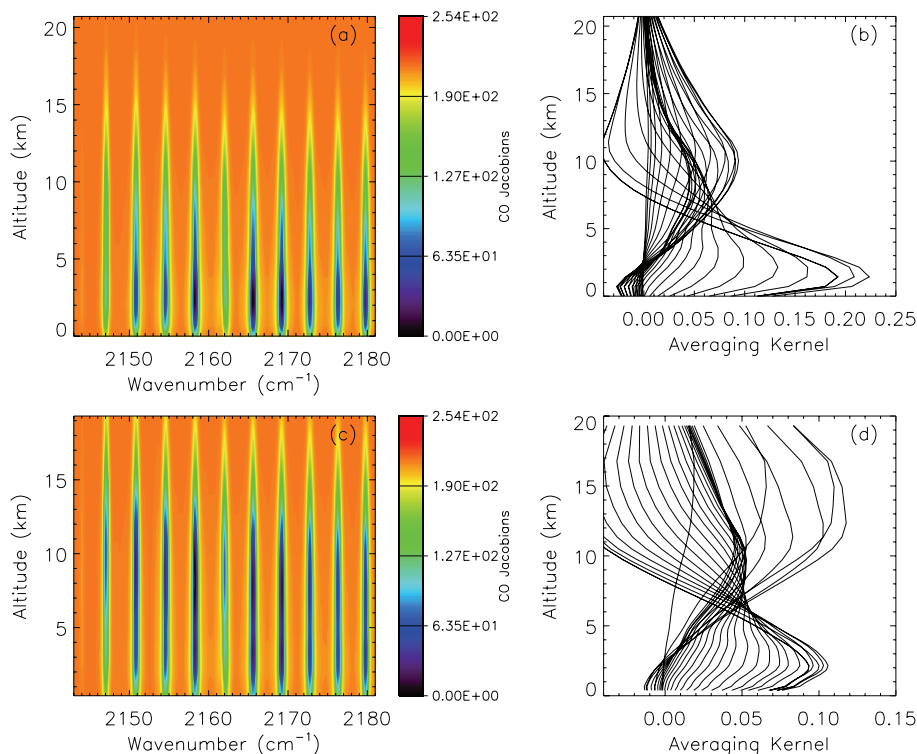 (a)
20
15
10
5
0
Altitude (km)
2150 2160 2170 2180
Wavenumber (cm⁻¹)
2.54E+02
1.90E+02
1.27E+02
6.35E+01
0.00E+00
CO Jacobians
(b)
20
15
10
5
0
Altitude (km)
0.00 0.05 0.10 0.15 0.20 0.25
Averaging Kernel
(c)
15
10
5
Altitude (km)
2150 2160 2170 2180
Wavenumber (cm⁻¹)
2.54E+02
1.90E+02
1.27E+02
6.35E+01
0.00E+00
CO Jacobians
(d)
20
15
10
5
0
Altitude (km)
0.00 0.05 0.10 0.15
Averaging Kernel